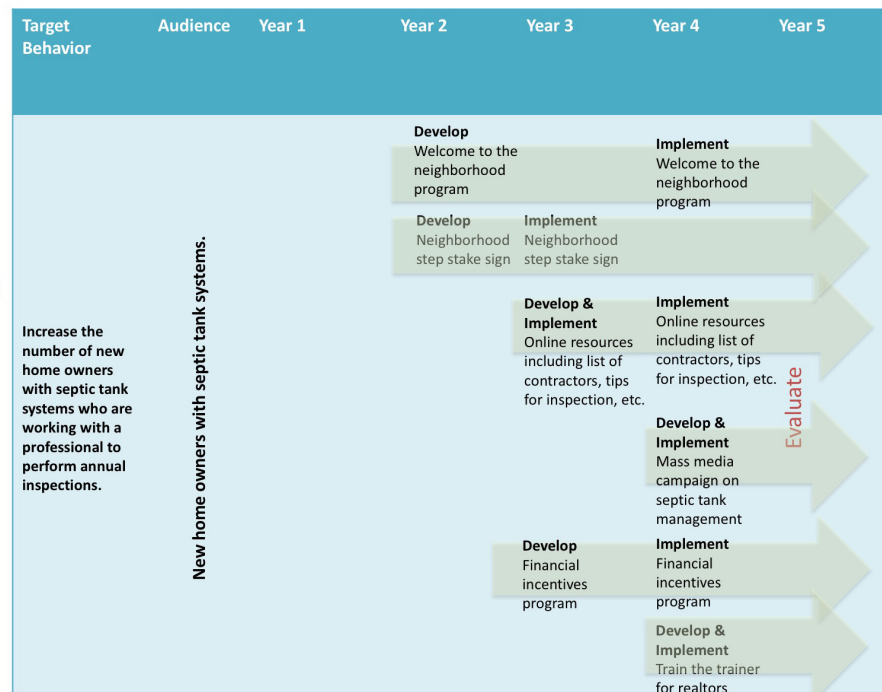 Target
Behavior
Audience
Year 1
Year 2
Year 3
Year 4
Year 5
Increase the
number of new
home owners
with septic tank
systems who are
working with a
professional to
perform annual
inspections.
New home owners with septic tank systems.
Develop
Welcome to the
neighborhood
program
Implement
Welcome to the
neighborhood
program
Develop
Neighborhood
step stake sign
Implement
Neighborhood
step stake sign
Develop &
Implement
Online resources
including list of
contractors, tips
for inspection, etc.
Implement
Online resources
including list of
contractors, tips
for inspection, etc.
Evaluate
Develop &
Implement
Mass media
campaign on
septic tank
management
Develop
Financial
incentives
program
Implement
Financial
incentives
program
Develop &
Implement
Train the trainer
for realtors